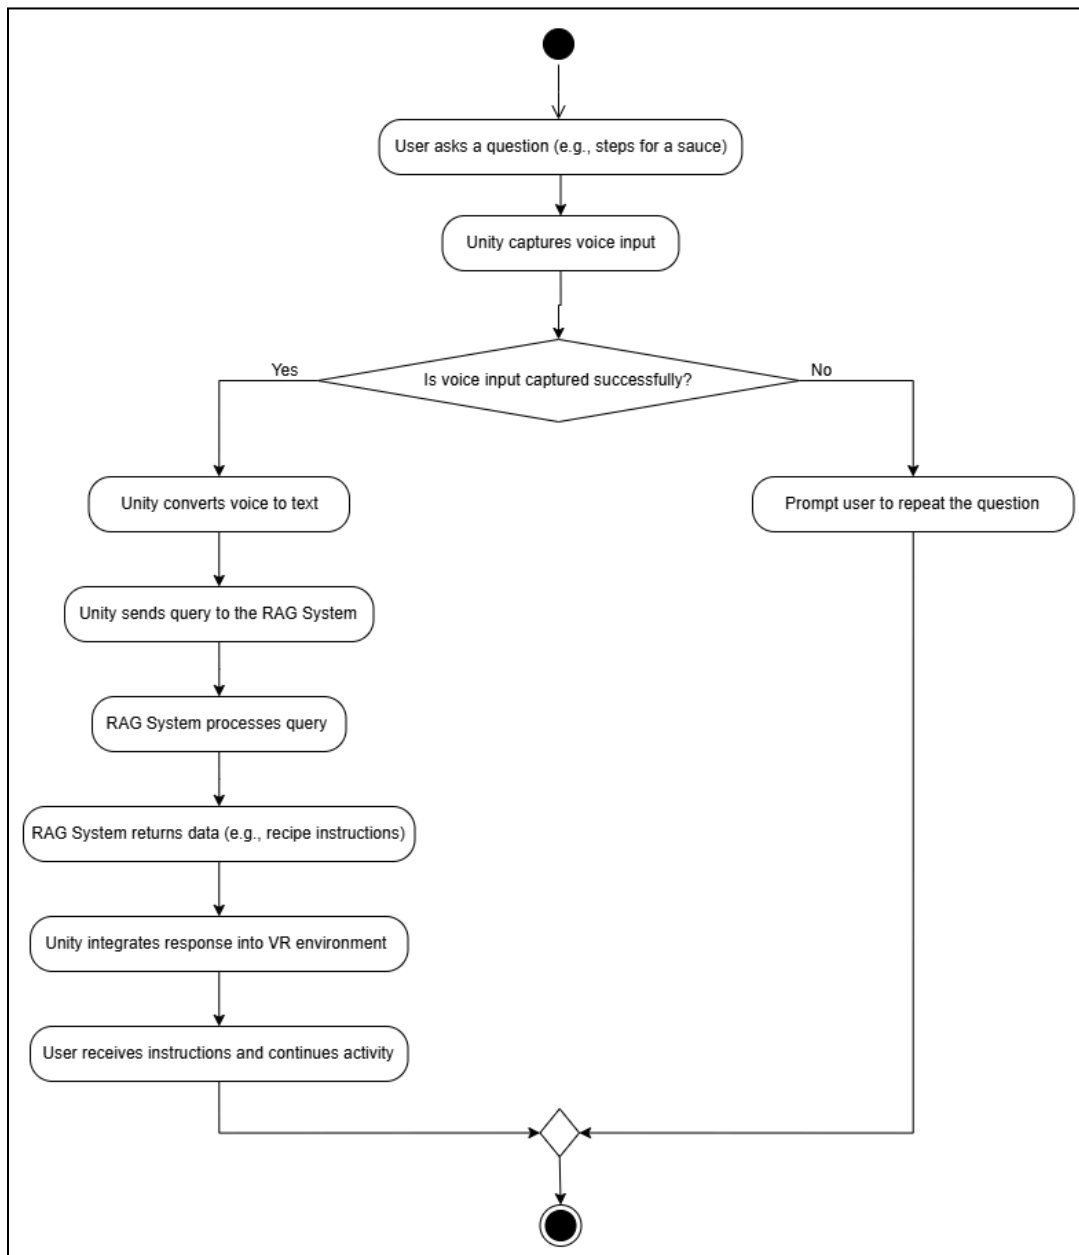 User asks a question (e.g., steps for a sauce)
Unity captures voice input
Is voice input captured successfully?
Yes
No
Unity converts voice to text
Prompt user to repeat the question
Unity sends query to the RAG System
RAG System processes query
RAG System returns data (e.g., recipe instructions)
Unity integrates response into VR environment
User receives instructions and continues activity